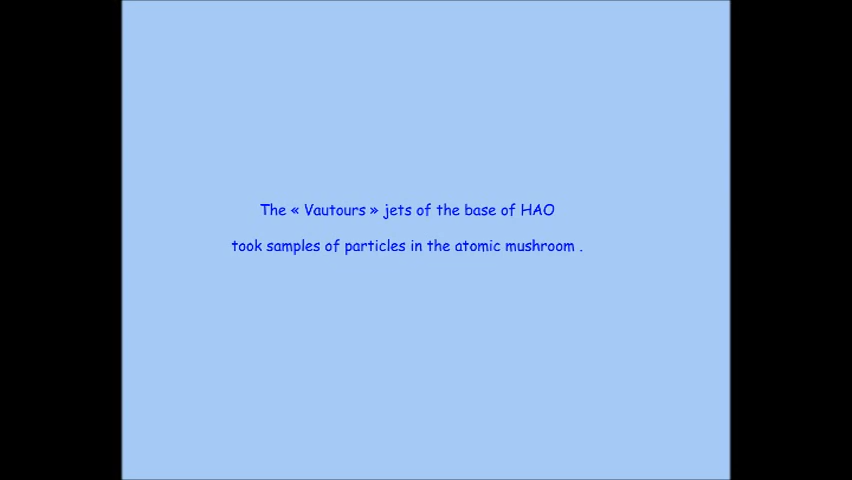 The « Vautours » jets of the base of HAO
took samples of particles in the atomic mushroom .